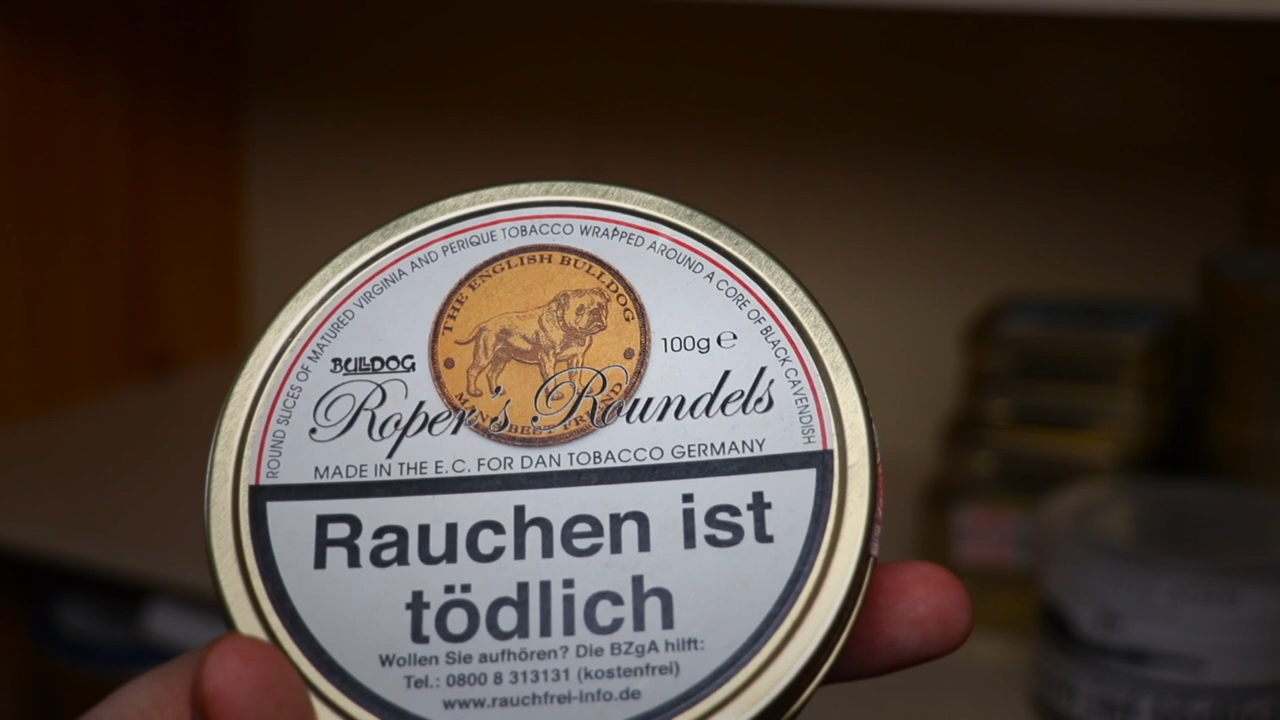 ROUND SLICES OF MATURED VIRGINIA AND PERIQUE TOBACCO WRAPPED AROUND A CORE OF BLACK CAVENDISH
THE ENGLISH BULLDOG
MAN'S BEST FRIEND
BULLDOG
100g e
Roper's Roundels
MADE IN THE E.C. FOR DAN TOBACCO GERMANY
Rauchen ist
tödlich
Wollen Sie aufhören? Die BZgA hilft:
Tel.: 0800 8 313131 (kostenfrei)
www.rauchfrei-info.de